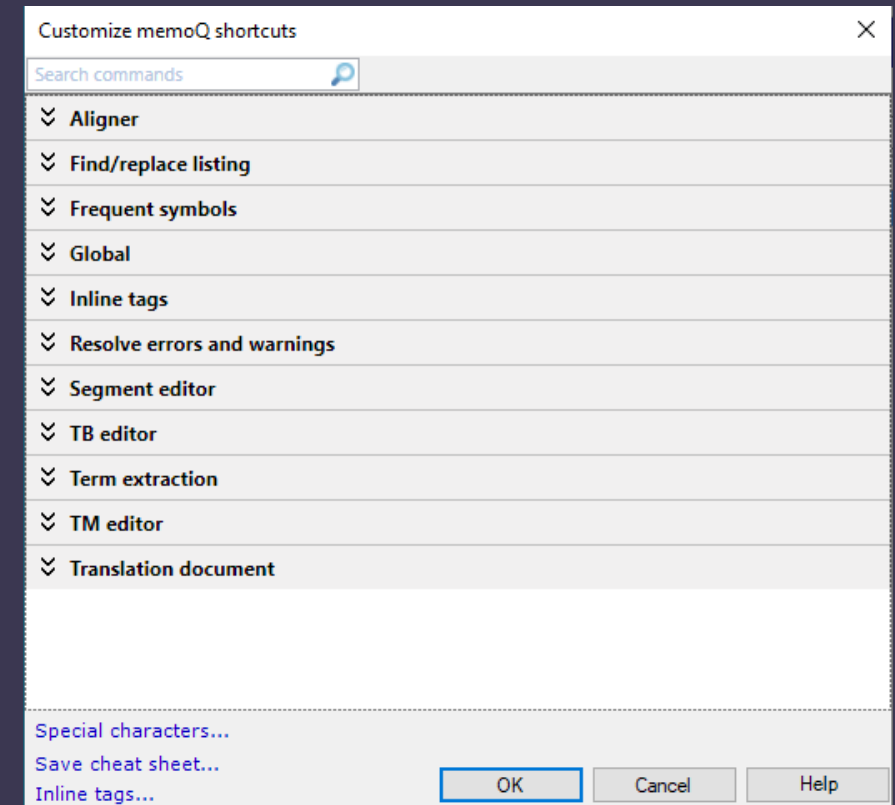 Customize memoQ shortcuts
Search commands
Aligner
Find/replace listing
Frequent symbols
Global
Inline tags
Resolve errors and warnings
Segment editor
TB editor
Term extraction
TM editor
Translation document
Special characters...
Save cheat sheet...
Inline tags...
OK Cancel Help